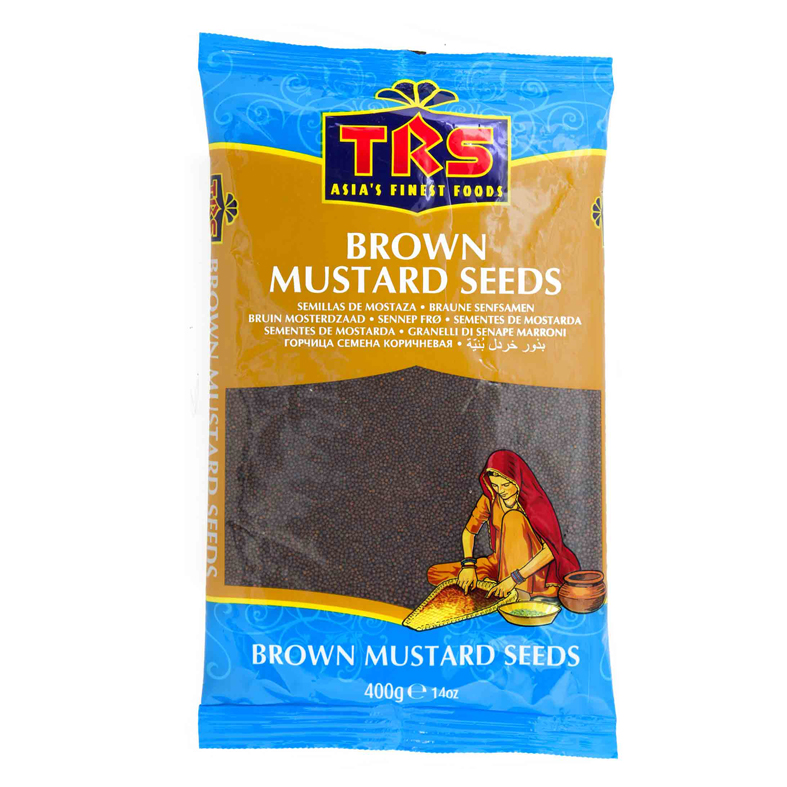 TRS
ASIA'S FINEST FOODS
BROWN
MUSTARD SEEDS
SEMILLAS DE MOSTAZA • BRAUNE SENFSAMEN
BRUIN MOSTERDZAAD • SENNEP FRØ • SEMENTES DE MOSTARDA
SEMENTES DE MOSTARDA • GRANELLI DI SENAPE MARRONI
ГОРЧИЦА СЕМЕНА КОРИЧНЕВАЯ • بذور خردل بُنيّة
TRS
BROWN MUSTARD SEEDS
BROWN MUSTARD SEEDS
400g ℮ 14oz